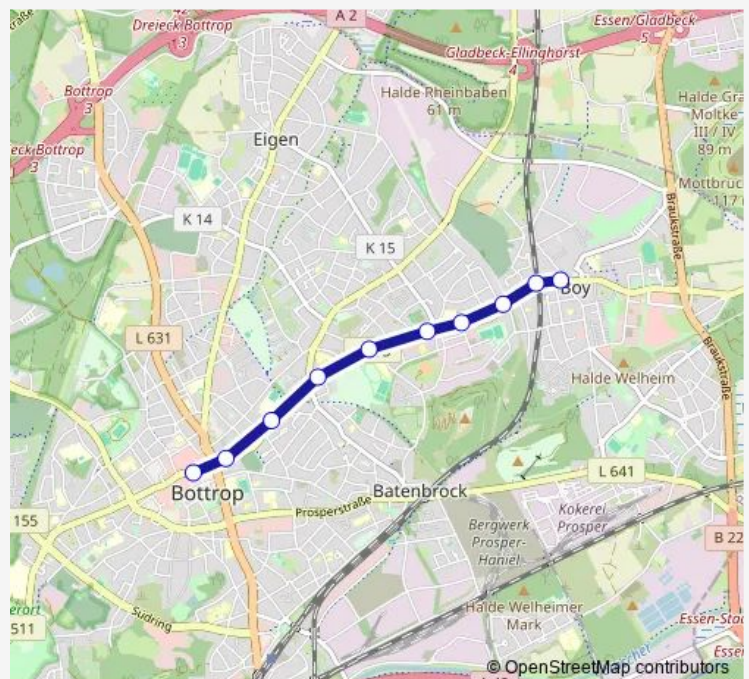 A 2
Essen/Gladbeck
5
Dreieck Bottrop
3
Gladbeck-Ellinghorst
4
Bottrop
3
Halde Rheinbaben
61 m
Halde Gra
Moltke
III / IV
89 m
Eigen
eck Bottrop
3
Mottbruc
117
K 14
K 15
Braukstraße
Boy
L 631
Braukstraße
Halde Welheim
L 641
Bottrop
Batenbrock
Prosperstraße
155
Kokerei
Prosper
Bergwerk
Prosper-
Haniel
B 22
Halde Welheimer
Mark
erort
511
Südring
Essen-Stad
Essen
© OpenStreetMap contributors